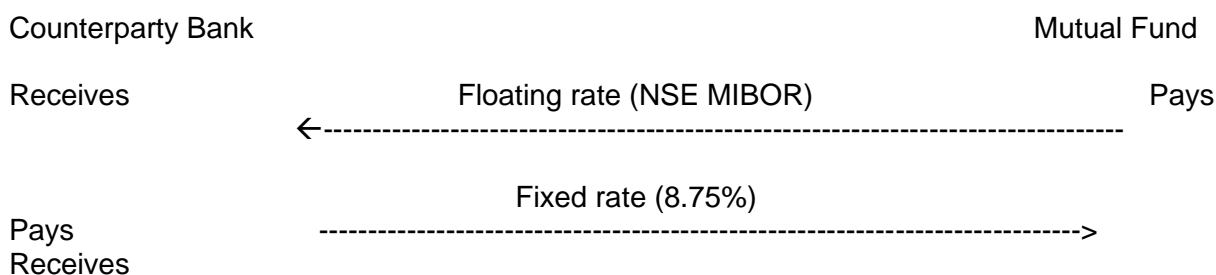 Counterparty Bank Mutual Fund
Receives Floating rate (NSE MIBOR) Pays
←-----------------------------------------------------------------------------------
Fixed rate (8.75%)
Pays -------------------------------------------------------------------------------->
Receives